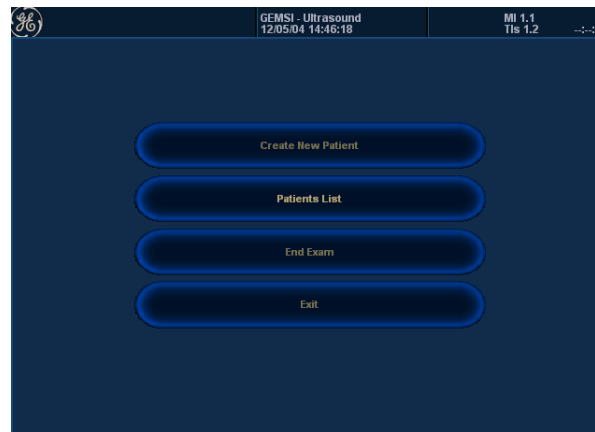 GE
GEMSI - Ultrasound
12/05/04 14:46:18
MI 1.1
TIs 1.2 --:--:
Create New Patient
Patients List
End Exam
Exit